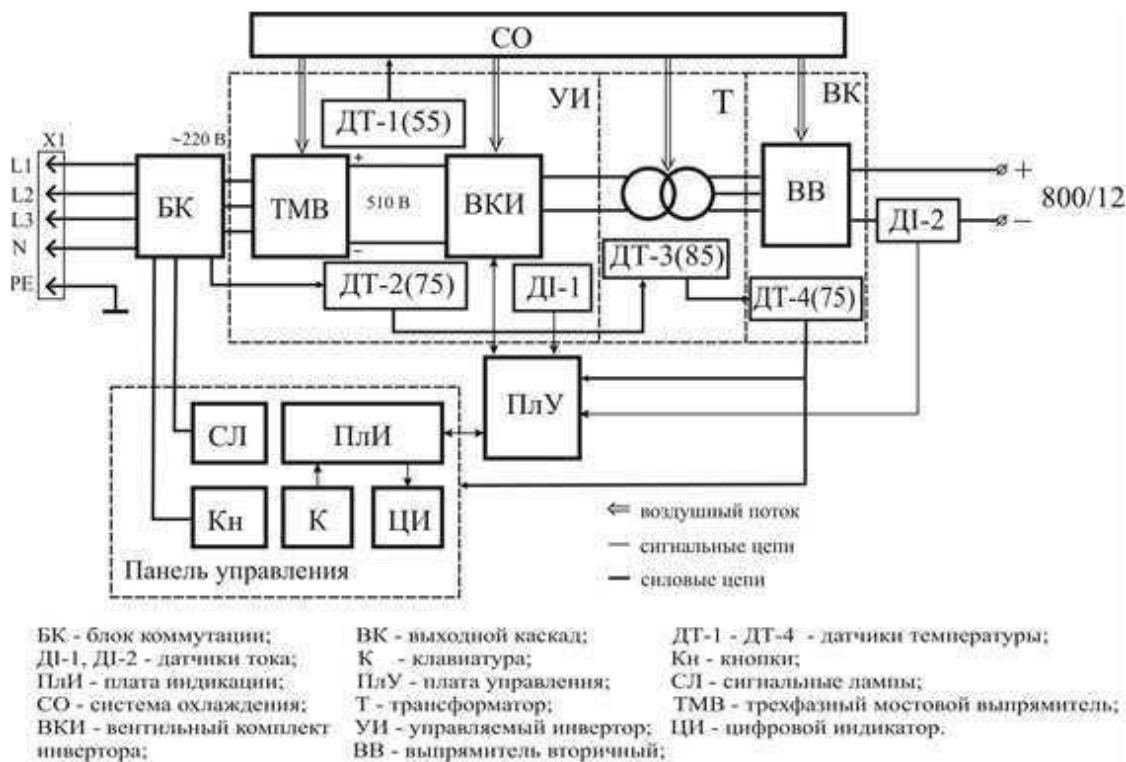 СО
УИ
Т
ВК
ДТ-1(55)
X1
~220 В
L1
L2
L3
N
PE
БК
ТМВ
+
510 В
−
ВКИ
ВВ
+
800/12
−
ДІ-2
ДТ-2(75)
ДІ-1
ДТ-3(85)
ДТ-4(75)
ПлУ
СЛ
ПлИ
Кн
К
ЦИ
Панель управления
воздушный поток
сигнальные цепи
силовые цепи
БК - блок коммутации;
ДІ-1, ДІ-2 - датчики тока;
ПлИ - плата индикации;
СО - система охлаждения;
ВКИ - вентильный комплект
инвертора;
ВК - выходной каскад;
К - клавиатура;
ПлУ - плата управления;
Т - трансформатор;
УИ - управляемый инвертор;
ВВ - выпрямитель вторичный;
ДТ-1 - ДТ-4 - датчики температуры;
Кн - кнопки;
СЛ - сигнальные лампы;
ТМВ - трехфазный мостовой выпрямитель;
ЦИ - цифровой индикатор.